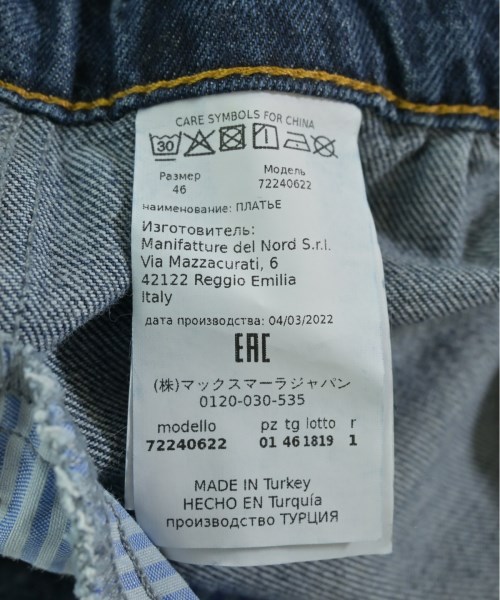 CARE SYMBOLS FOR CHINA
30
Размер Модель
46 72240622
наименование: ПЛАТЬЕ
Изготовитель:
Manifatture del Nord S.r.l.
Via Mazzacurati, 6
42122 Reggio Emilia
Italy
дата производства: 04/03/2022
EAC
(株)マックスマーラジャパン
0120-030-535
modello pz tg lotto r
72240622 01 46 1819 1
MADE IN Turkey
HECHO EN Turquía
производство ТУРЦИЯ